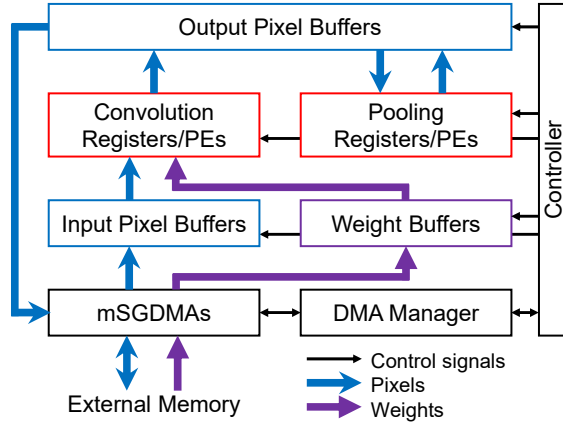 Output Pixel Buffers
Convolution
Registers/PEs
Pooling
Registers/PEs
Controller
Input Pixel Buffers
Weight Buffers
mSGDMAs
DMA Manager
External Memory
Control signals
Pixels
Weights